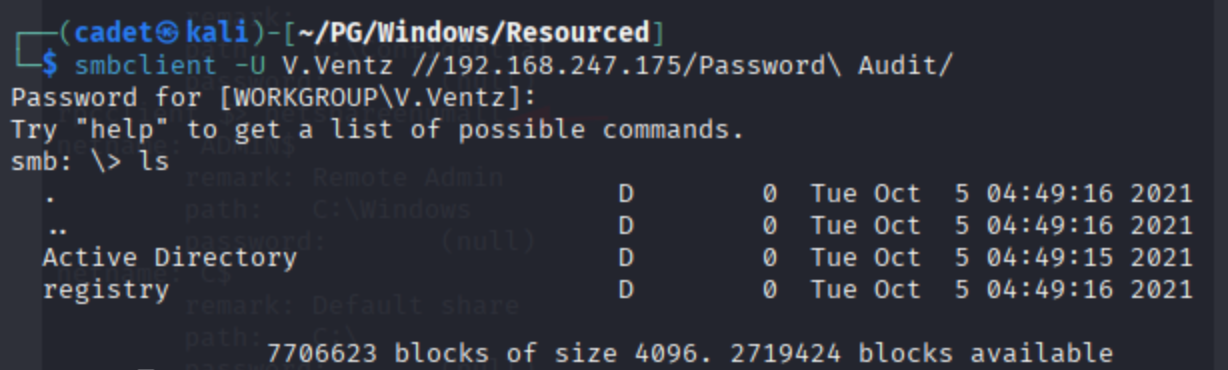 ┌──(cadet㉿kali)-[~/PG/Windows/Resourced]
└─$ smbclient -U V.Ventz //192.168.247.175/Password\ Audit/
Password for [WORKGROUP\V.Ventz]:
Try "help" to get a list of possible commands.
smb: \> ls
  .                                   D        0  Tue Oct  5 04:49:16 2021
  ..                                  D        0  Tue Oct  5 04:49:16 2021
  Active Directory                    D        0  Tue Oct  5 04:49:15 2021
  registry                            D        0  Tue Oct  5 04:49:16 2021

                7706623 blocks of size 4096. 2719424 blocks available